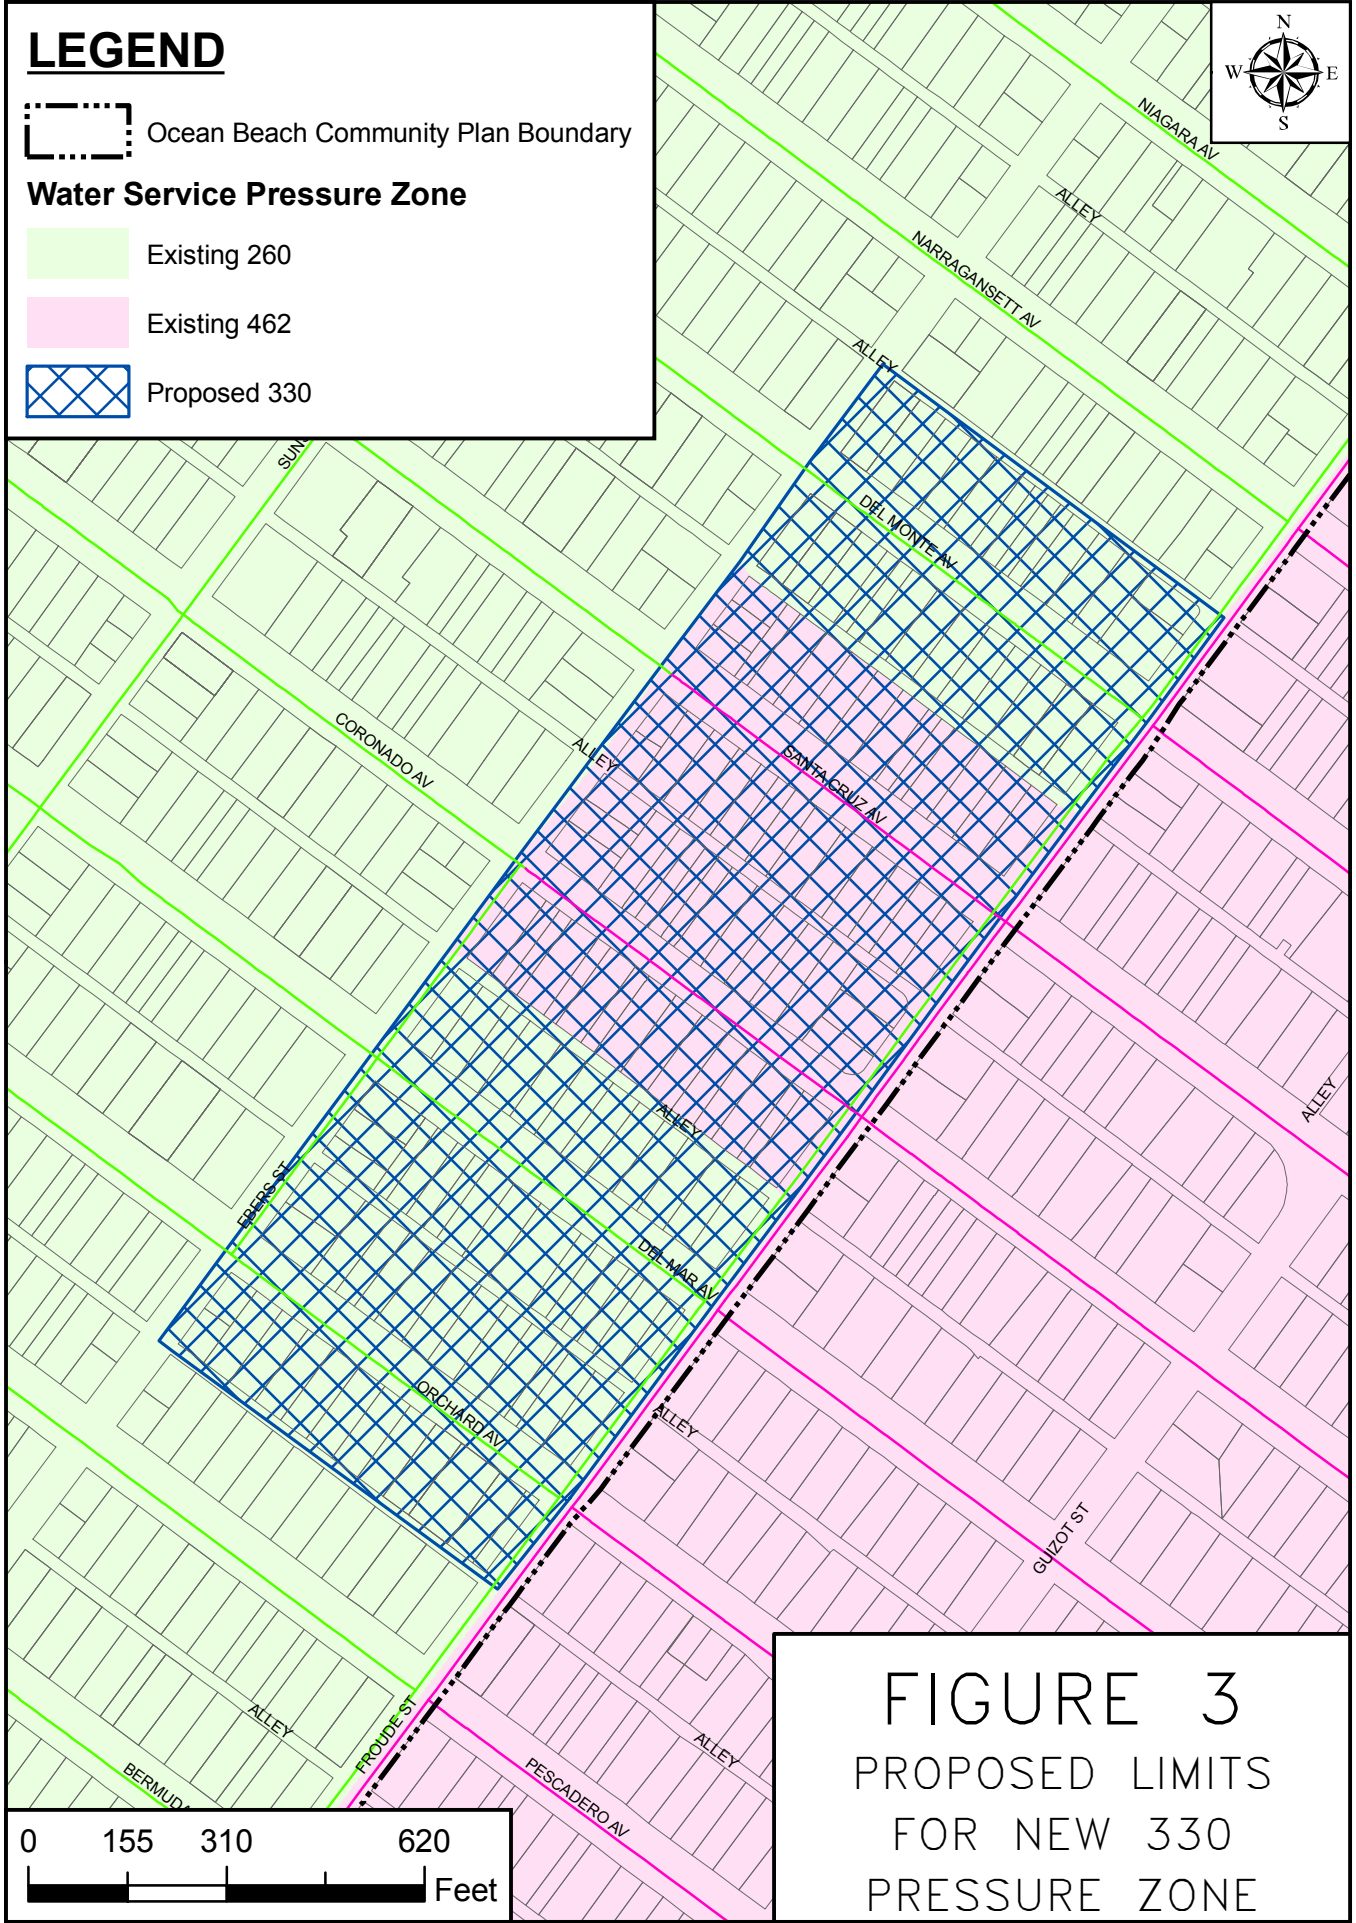 LEGEND
Ocean Beach Community Plan Boundary
Water Service Pressure Zone
Existing 260
Existing 462
Proposed 330
N
W E
S
NIAGARA AV
ALLEY
NARRAGANSETT AV
ALLEY
DEL MONTE AV
CORONADO AV
ALLEY
SANTA CRUZ AV
ALLEY
ALLEY
EBERS ST
DEL MAR AV
ORCHARD AV
ALLEY
GUIZOT ST
ALLEY
FROUDE ST
ALLEY
PESCADERO AV
BERMUDA
0 155 310 620
Feet
FIGURE 3
PROPOSED LIMITS
FOR NEW 330
PRESSURE ZONE